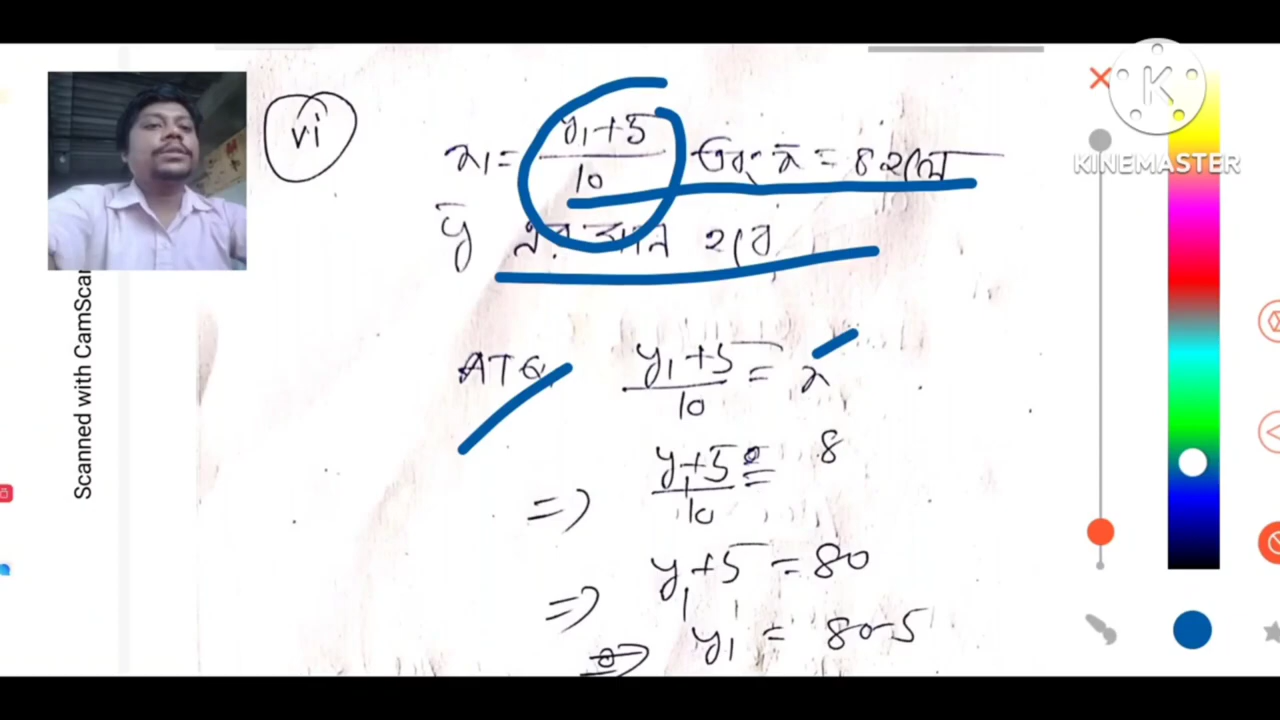 vi
x₁ = (y₁+5)/10 এবং x̄ = 8 হলে
ȳ এর মান হবে
ATQ, (y₁+5)/10 = x
=> (y₁+5)/10 = 8
=> y₁+5 = 80
=> y₁ = 80-5
Scanned with CamScan
K
KINEMASTER